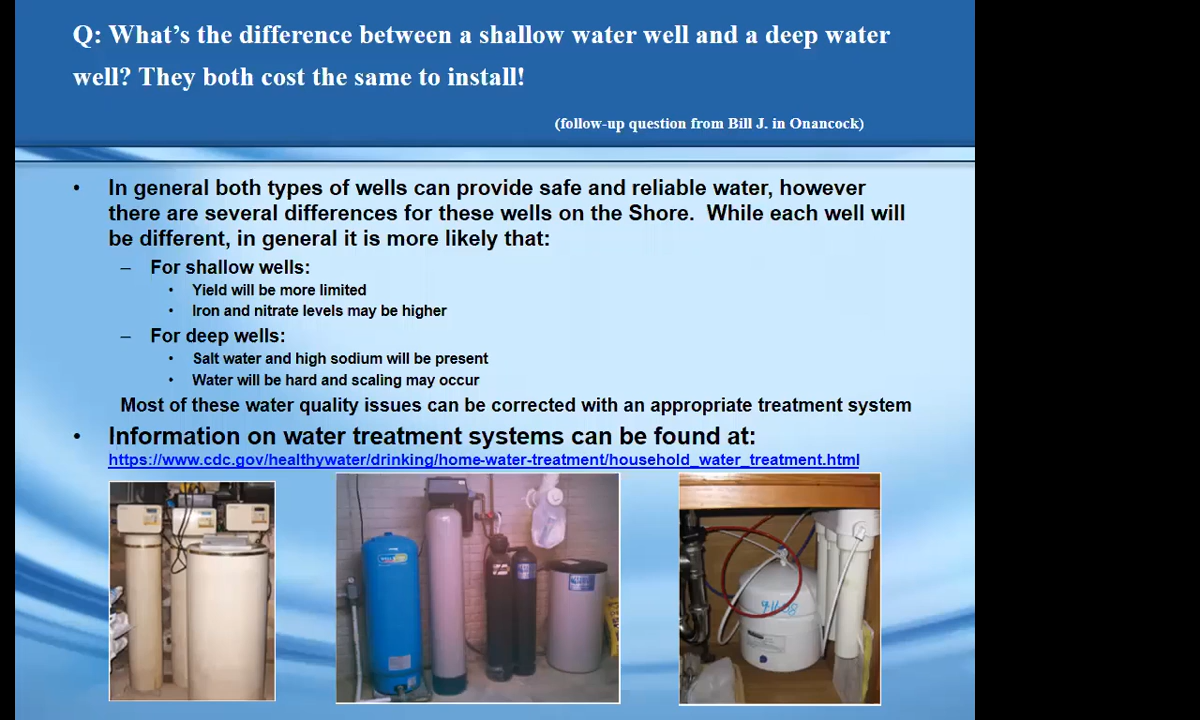 Q: What's the difference between a shallow water well and a deep water
well? They both cost the same to install!
(follow-up question from Bill J. in Onancock)
• In general both types of wells can provide safe and reliable water, however
there are several differences for these wells on the Shore. While each well will
be different, in general it is more likely that:
– For shallow wells:
• Yield will be more limited
• Iron and nitrate levels may be higher
– For deep wells:
• Salt water and high sodium will be present
• Water will be hard and scaling may occur
Most of these water quality issues can be corrected with an appropriate treatment system
• Information on water treatment systems can be found at:
https://www.cdc.gov/healthywater/drinking/home-water-treatment/household_water_treatment.html